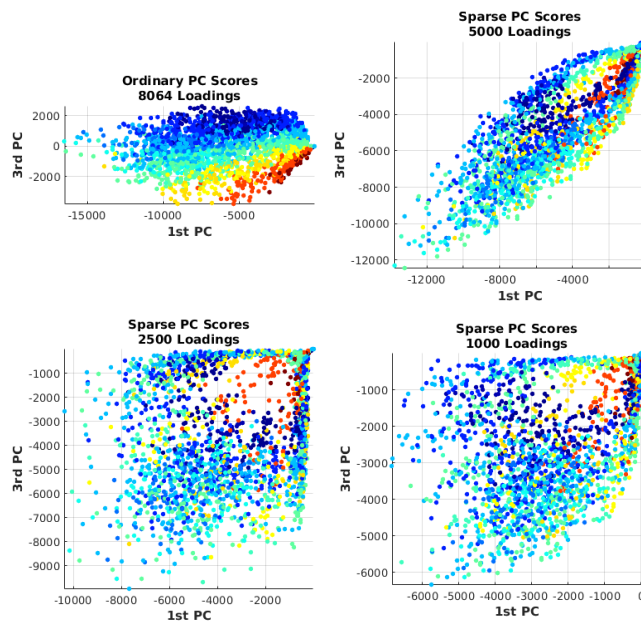 Ordinary PC Scores
8064 Loadings
2000
0
-2000
3rd PC
-15000 -10000 -5000
1st PC
Sparse PC Scores
5000 Loadings
-2000
-4000
-6000
-8000
-10000
-12000
3rd PC
-12000 -8000 -4000
1st PC
Sparse PC Scores
2500 Loadings
-1000
-2000
-3000
-4000
-5000
-6000
-7000
-8000
-9000
3rd PC
-10000 -8000 -6000 -4000 -2000
1st PC
Sparse PC Scores
1000 Loadings
0
-1000
-2000
-3000
-4000
-5000
-6000
3rd PC
-6000 -5000 -4000 -3000 -2000 -1000 0
1st PC